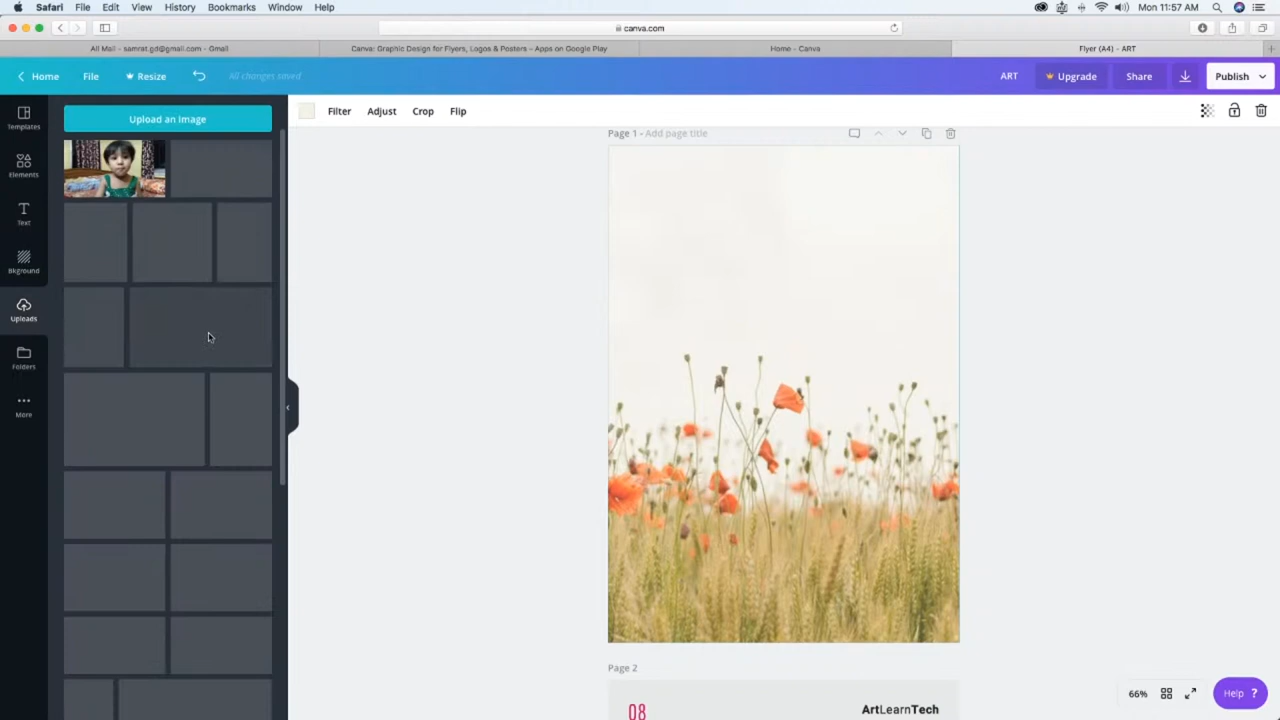 Safari File Edit View History Bookmarks Window Help Mon 11:57 AM
canva.com
All Mail - samrat.gd@gmail.com - Gmail Canva: Graphic Design for Flyers, Logos & Posters – Apps on Google Play Home - Canva Flyer (A4) - ART
Home File Resize All changes saved ART Upgrade Share Publish
Templates
Elements
Text
Bkground
Uploads
Folders
More
Upload an image
Filter Adjust Crop Flip
Page 1 - Add page title
Page 2
08 ArtLearnTech
66% Help ?